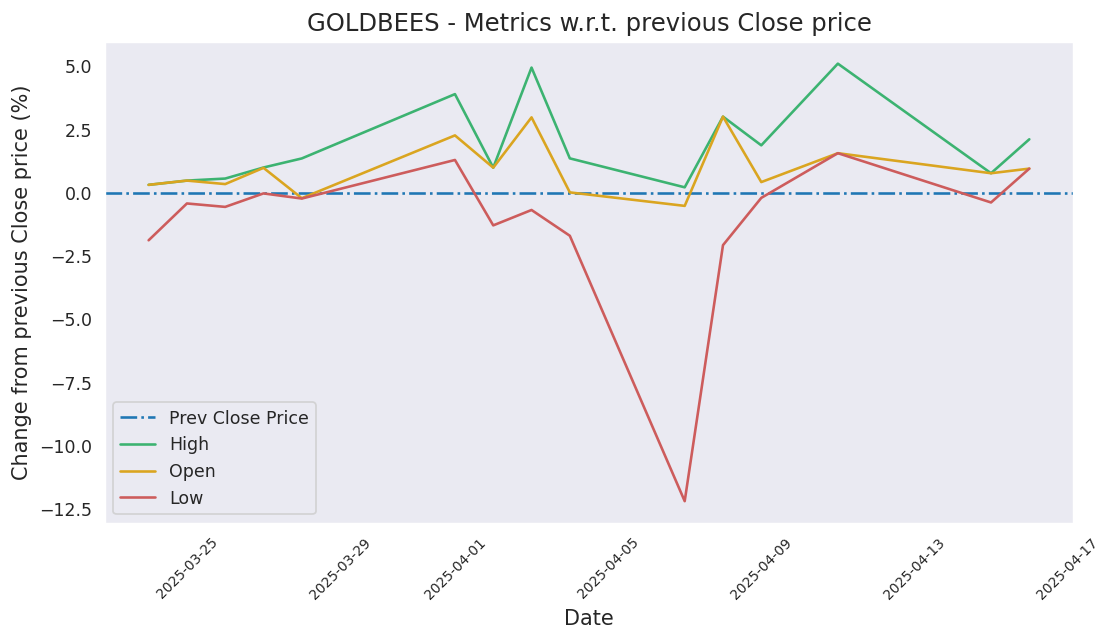 GOLDBEES - Metrics w.r.t. previous Close price
Change from previous Close price (%)
5.0
2.5
0.0
−2.5
−5.0
−7.5
−10.0
−12.5
Prev Close Price
High
Open
Low
2025-03-25
2025-03-29
2025-04-01
2025-04-05
2025-04-09
2025-04-13
2025-04-17
Date